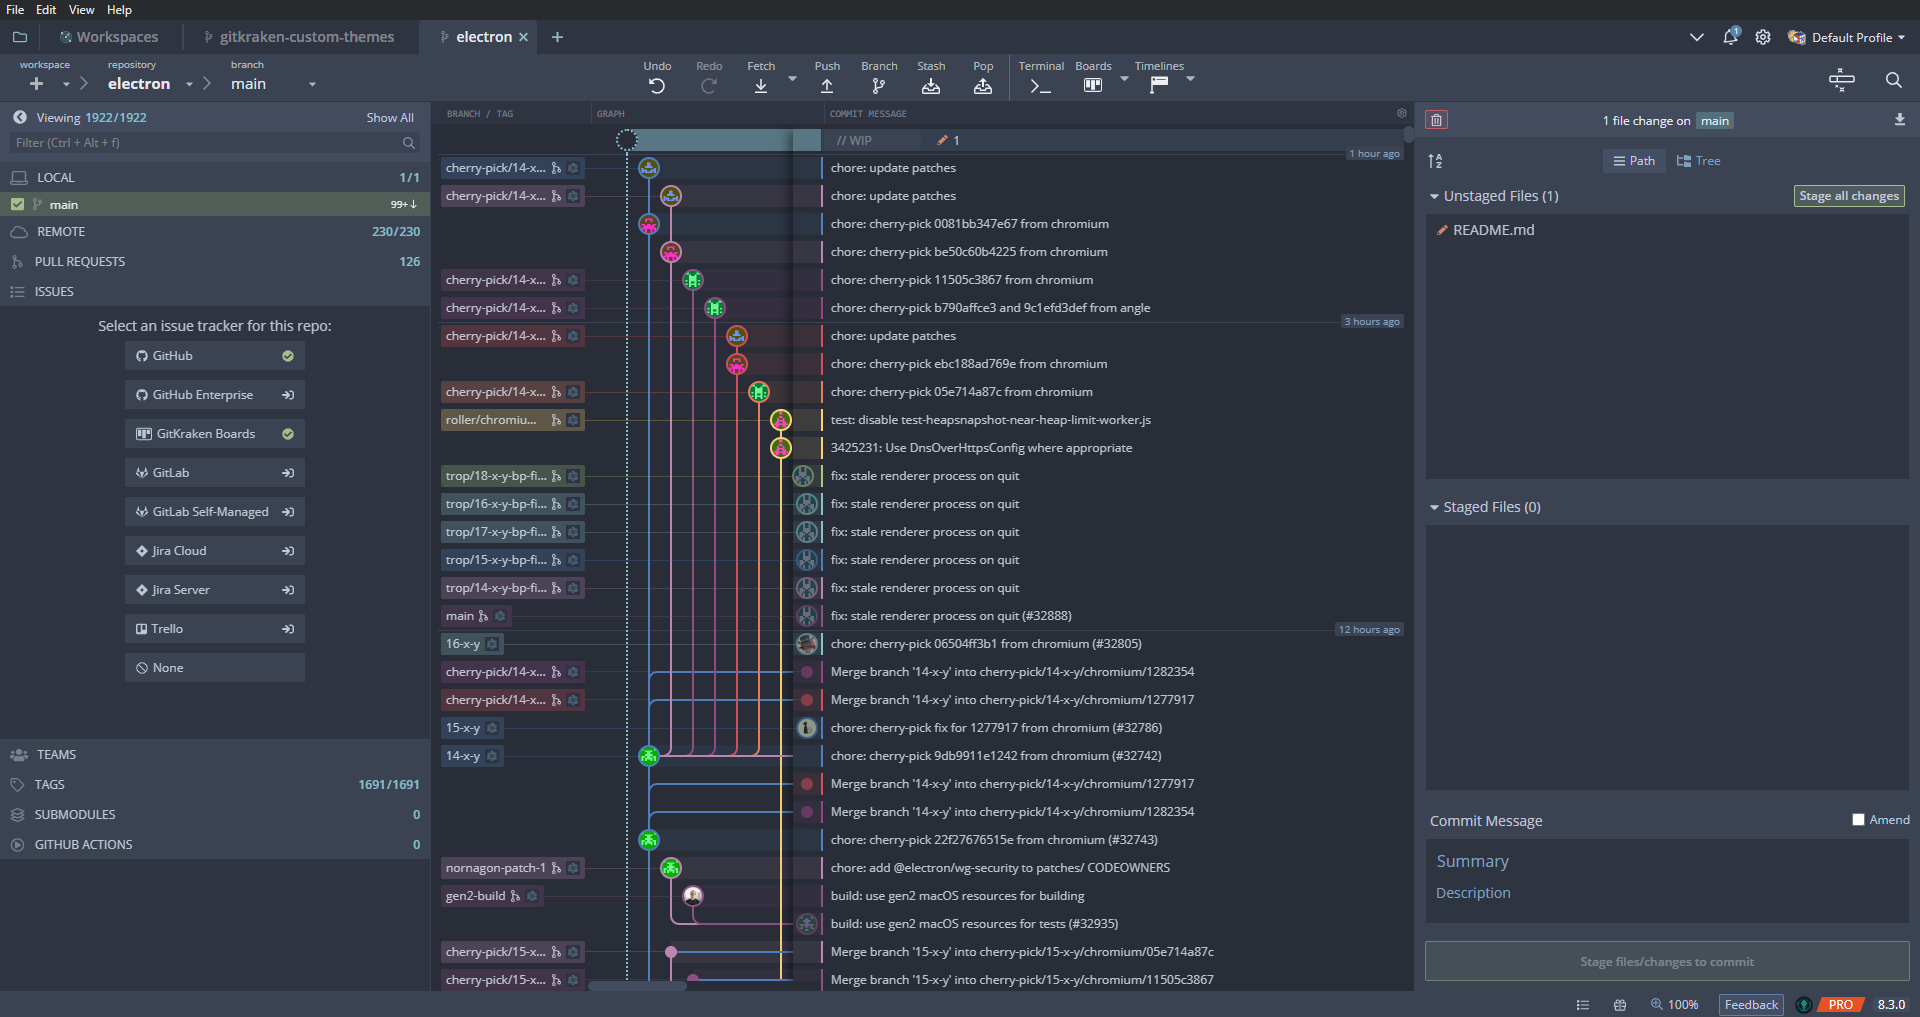 File Edit View Help
Workspaces
gitkraken-custom-themes
electron
1
Default Profile
workspace
repository
electron
branch
main
Undo
Redo
Fetch
Push
Branch
Stash
Pop
Terminal
Boards
Timelines
Viewing 1922/1922
Show All
Filter (Ctrl + Alt + f)
LOCAL 1/1
main 99+↓
REMOTE 230/230
PULL REQUESTS 126
ISSUES
Select an issue tracker for this repo:
GitHub
GitHub Enterprise
GitKraken Boards
GitLab
GitLab Self-Managed
Jira Cloud
Jira Server
Trello
None
TEAMS
TAGS 1691/1691
SUBMODULES 0
GITHUB ACTIONS 0
BRANCH / TAG GRAPH COMMIT MESSAGE
// WIP 1
1 hour ago
cherry-pick/14-x... chore: update patches
cherry-pick/14-x... chore: update patches
chore: cherry-pick 0081bb347e67 from chromium
chore: cherry-pick be50c60b4225 from chromium
cherry-pick/14-x... chore: cherry-pick 11505c3867 from chromium
cherry-pick/14-x... chore: cherry-pick b790affce3 and 9c1efd3def from angle
3 hours ago
cherry-pick/14-x... chore: update patches
chore: cherry-pick ebc188ad769e from chromium
cherry-pick/14-x... chore: cherry-pick 05e714a87c from chromium
roller/chromiu... test: disable test-heapsnapshot-near-heap-limit-worker.js
3425231: Use DnsOverHttpsConfig where appropriate
trop/18-x-y-bp-fi... fix: stale renderer process on quit
trop/16-x-y-bp-fi... fix: stale renderer process on quit
trop/17-x-y-bp-fi... fix: stale renderer process on quit
trop/15-x-y-bp-fi... fix: stale renderer process on quit
trop/14-x-y-bp-fi... fix: stale renderer process on quit
main fix: stale renderer process on quit (#32888)
12 hours ago
16-x-y chore: cherry-pick 06504ff3b1 from chromium (#32805)
cherry-pick/14-x... Merge branch '14-x-y' into cherry-pick/14-x-y/chromium/1282354
cherry-pick/14-x... Merge branch '14-x-y' into cherry-pick/14-x-y/chromium/1277917
15-x-y chore: cherry-pick fix for 1277917 from chromium (#32786)
14-x-y chore: cherry-pick 9db9911e1242 from chromium (#32742)
Merge branch '14-x-y' into cherry-pick/14-x-y/chromium/1277917
Merge branch '14-x-y' into cherry-pick/14-x-y/chromium/1282354
chore: cherry-pick 22f27676515e from chromium (#32743)
nornagon-patch-1 chore: add @electron/wg-security to patches/ CODEOWNERS
gen2-build build: use gen2 macOS resources for building
build: use gen2 macOS resources for tests (#32935)
cherry-pick/15-x... Merge branch '15-x-y' into cherry-pick/15-x-y/chromium/05e714a87c
cherry-pick/15-x... Merge branch '15-x-y' into cherry-pick/15-x-y/chromium/11505c3867
1 file change on main
Path Tree
Unstaged Files (1)
Stage all changes
README.md
Staged Files (0)
Commit Message
Amend
Summary
Description
Stage files/changes to commit
100% Feedback PRO 8.3.0